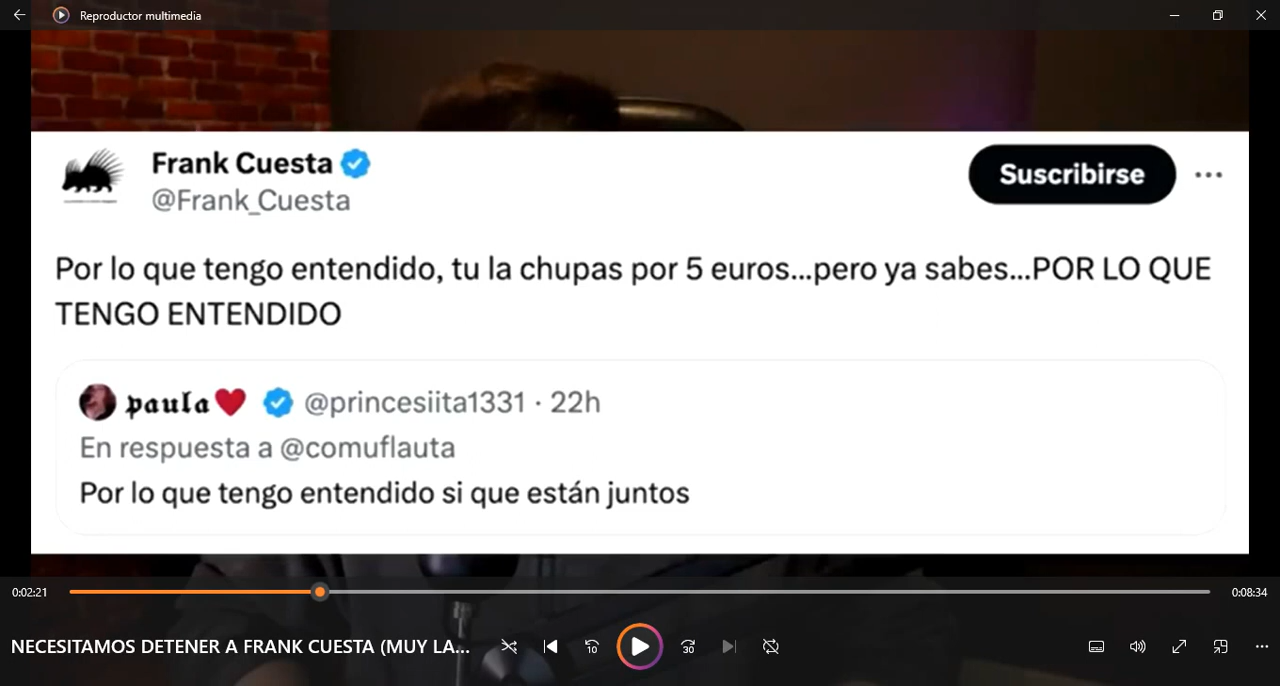 Reproductor multimedia
Frank Cuesta
@Frank_Cuesta
Suscribirse
Por lo que tengo entendido, tu la chupas por 5 euros...pero ya sabes...POR LO QUE
TENGO ENTENDIDO
paula @princesiita1331 · 22h
En respuesta a @comuflauta
Por lo que tengo entendido si que están juntos
0:02:21
0:08:34
NECESITAMOS DETENER A FRANK CUESTA (MUY LA...
10
30